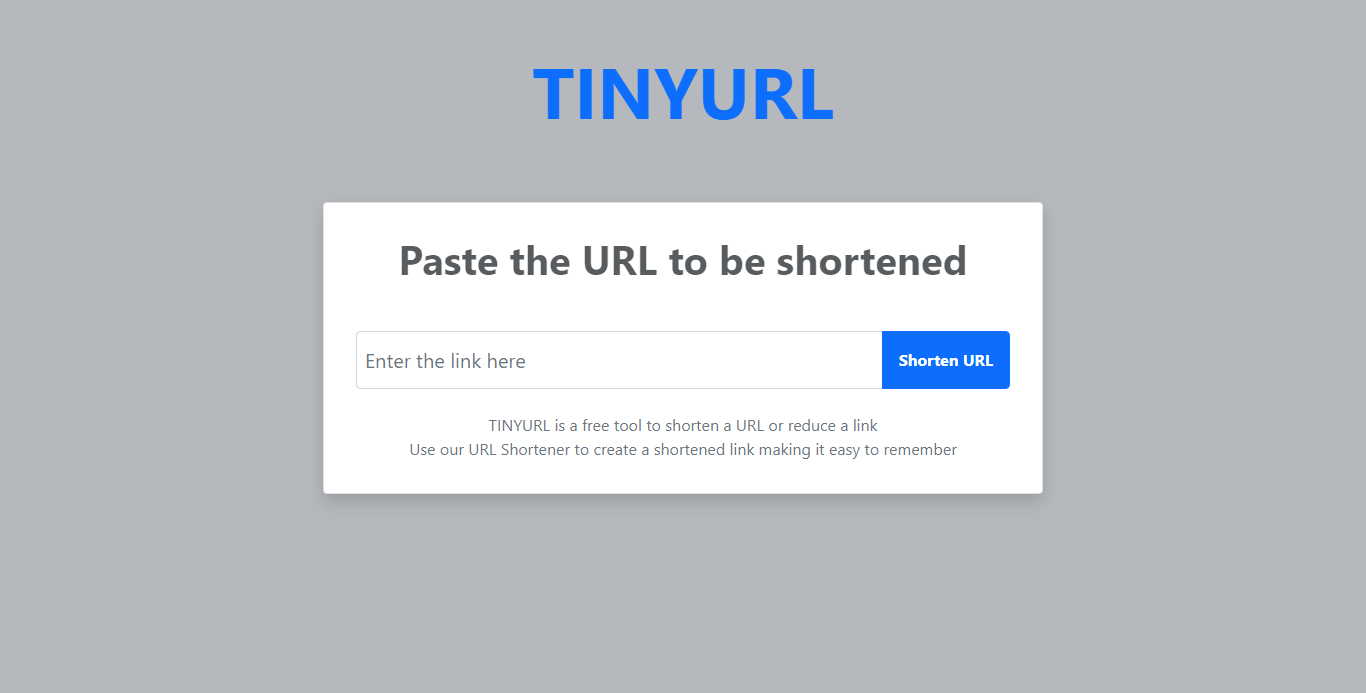 TINYURL
Paste the URL to be shortened
Enter the link here
Shorten URL
TINYURL is a free tool to shorten a URL or reduce a link
Use our URL Shortener to create a shortened link making it easy to remember